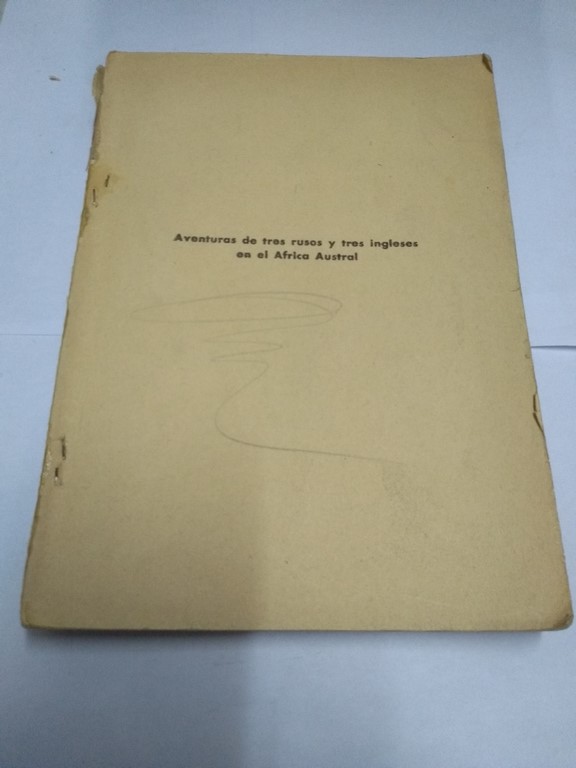 Aventuras de tres rusos y tres ingleses
en el Africa Austral